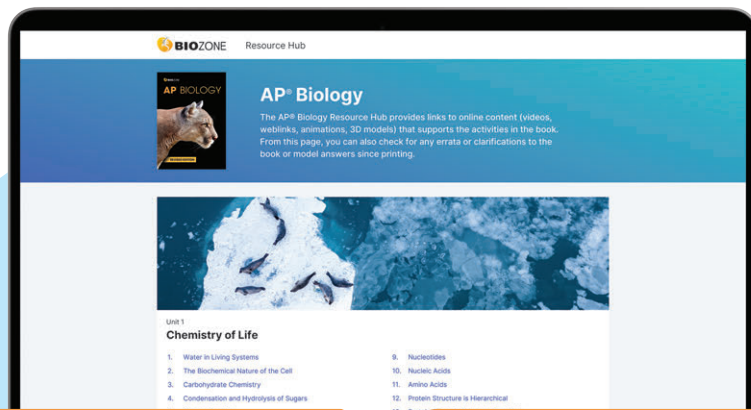 BIOZONE Resource Hub
BIOZONE
AP BIOLOGY
AP® Biology
The AP® Biology Resource Hub provides links to online content (videos,
weblinks, animations, 3D models) that supports the activities in the book.
From this page, you can also check for any errata or clarifications to the
book or model answers since printing.
Unit 1
Chemistry of Life
1. Water in Living Systems
2. The Biochemical Nature of the Cell
3. Carbohydrate Chemistry
4. Condensation and Hydrolysis of Sugars
9. Nucleotides
10. Nucleic Acids
11. Amino Acids
12. Protein Structure is Hierarchical